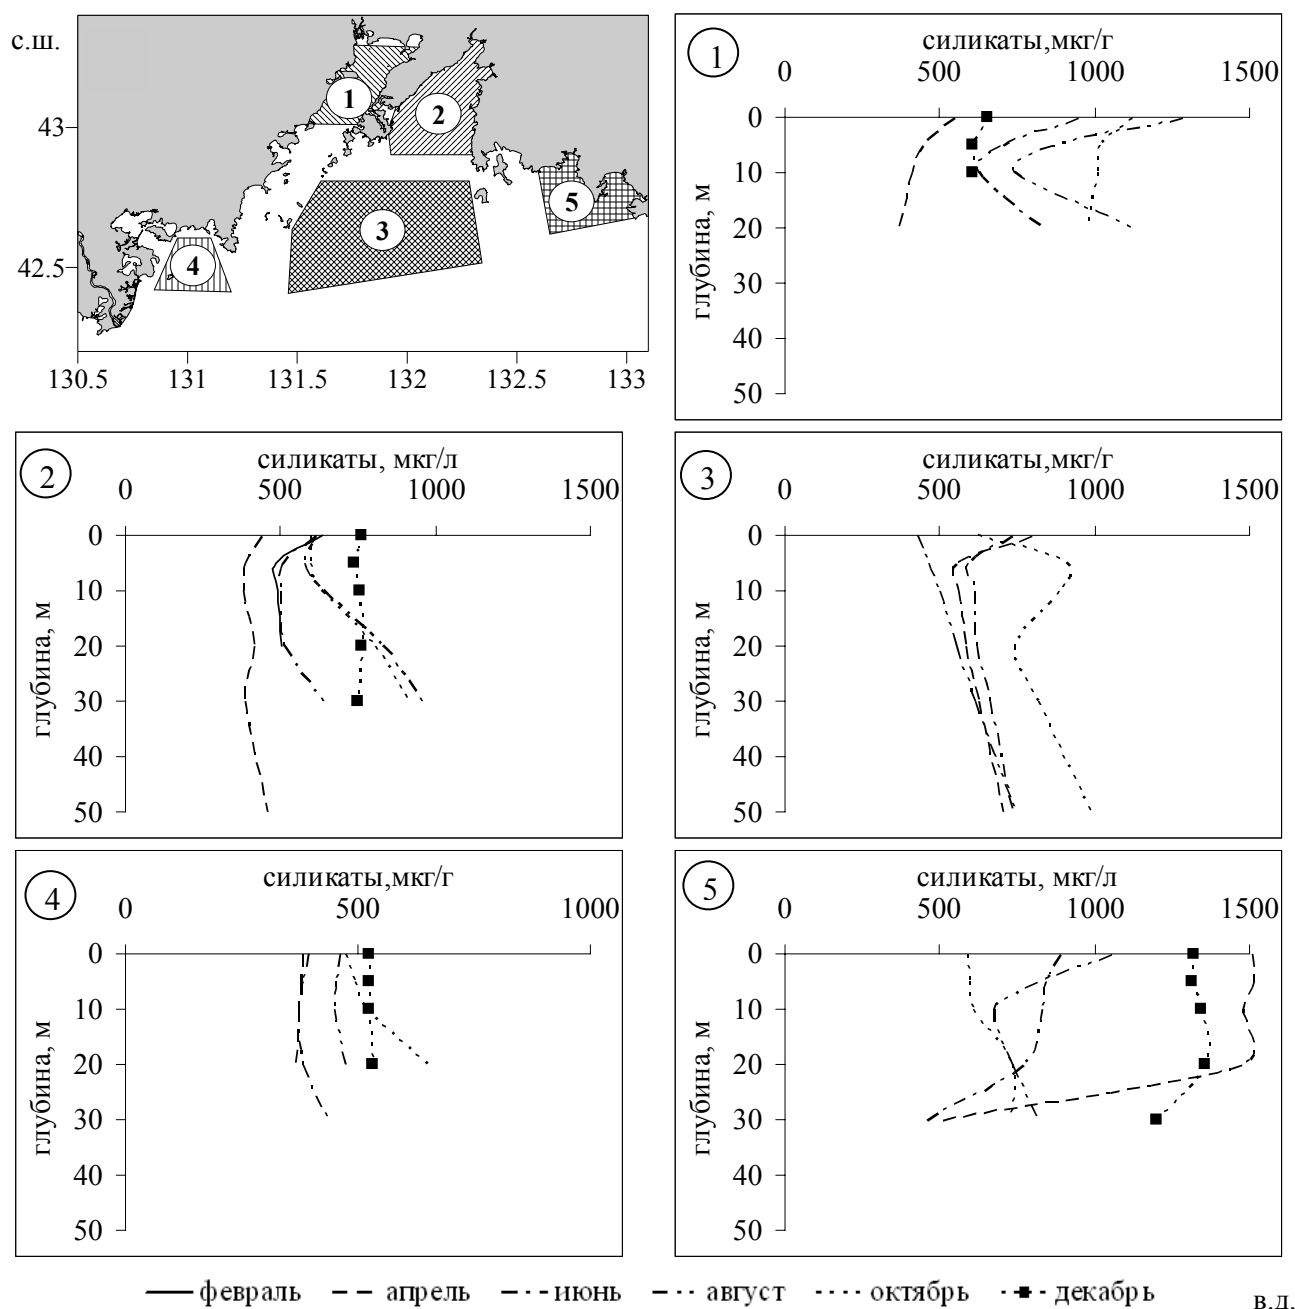 с.ш.
43
42.5
130.5 131 131.5 132 132.5 133
1
2
3
4
5
1
силикаты,мкг/г
0 500 1000 1500
глубина, м
0
10
20
30
40
50
2
силикаты, мкг/л
0 500 1000 1500
глубина, м
0
10
20
30
40
50
3
силикаты,мкг/г
0 500 1000 1500
глубина, м
0
10
20
30
40
50
4
силикаты,мкг/г
0 500 1000
глубина, м
0
10
20
30
40
50
5
силикаты, мкг/л
0 500 1000 1500
глубина, м
0
10
20
30
40
50
февраль апрель июнь август октябрь декабрь
в.д.